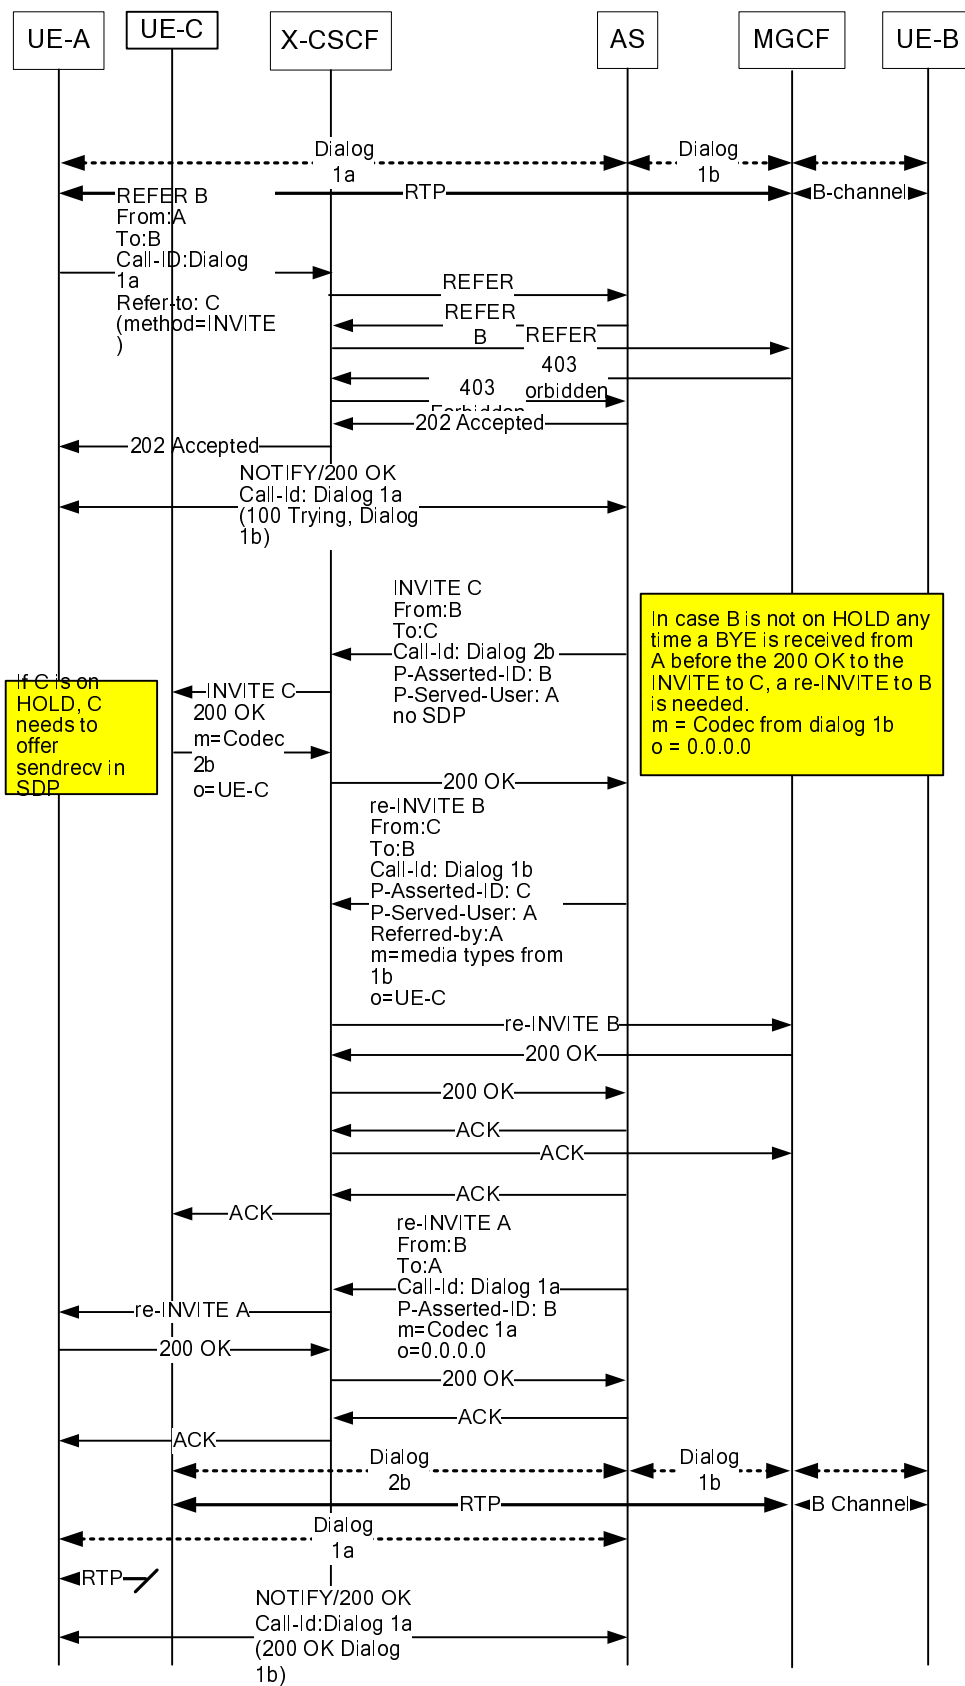 UE-A
UE-C
X-CSCF
AS
MGCF
UE-B
Dialog
1a
Dialog
1b
RTP
B-channel
REFER B
From:A
To:B
Call-ID:Dialog
1a
Refer-to: C
(method=INVITE
)
REFER
REFER
B
REFER
403
orbidden
403
Forbidden
202 Accepted
202 Accepted
NOTIFY/200 OK
Call-Id: Dialog 1a
(100 Trying, Dialog
1b)
INVITE C
From:B
To:C
Call-Id: Dialog 2b
P-Asserted-ID: B
P-Served-User: A
no SDP
In case B is not on HOLD any
time a BYE is received from
A before the 200 OK to the
INVITE to C, a re-INVITE to B
is needed.
m = Codec from dialog 1b
o = 0.0.0.0
If C is on
HOLD, C
needs to
offer
sendrecv in
SDP
INVITE C
200 OK
m=Codec
2b
o=UE-C
200 OK
re-INVITE B
From:C
To:B
Call-Id: Dialog 1b
P-Asserted-ID: C
P-Served-User: A
Referred-by:A
m=media types from
1b
o=UE-C
re-INVITE B
200 OK
200 OK
ACK
ACK
ACK
ACK
re-INVITE A
From:B
To:A
Call-Id: Dialog 1a
P-Asserted-ID: B
m=Codec 1a
o=0.0.0.0
re-INVITE A
200 OK
200 OK
ACK
ACK
Dialog
2b
Dialog
1b
RTP
B Channel
Dialog
1a
RTP
NOTIFY/200 OK
Call-Id:Dialog 1a
(200 OK Dialog
1b)